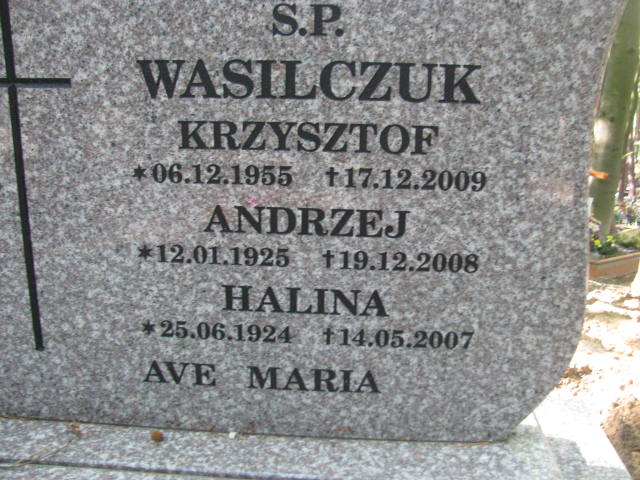 S.P.
WASILCZUK
KRZYSZTOF
*06.12.1955 †17.12.2009
ANDRZEJ
*12.01.1925 †19.12.2008
HALINA
*25.06.1924 †14.05.2007
AVE MARIA